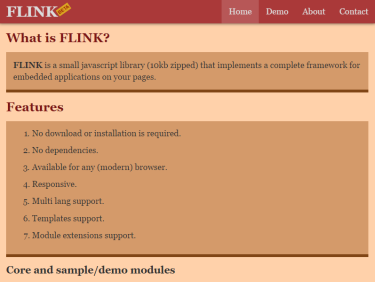 FLINK BETA
Home Demo About Contact
What is FLINK?
FLINK is a small javascript library (10kb zipped) that implements a complete framework for
embedded applications on your pages.
Features
1. No download or installation is required.
2. No dependencies.
3. Available for any (modern) browser.
4. Responsive.
5. Multi lang support.
6. Templates support.
7. Module extensions support.
Core and sample/demo modules